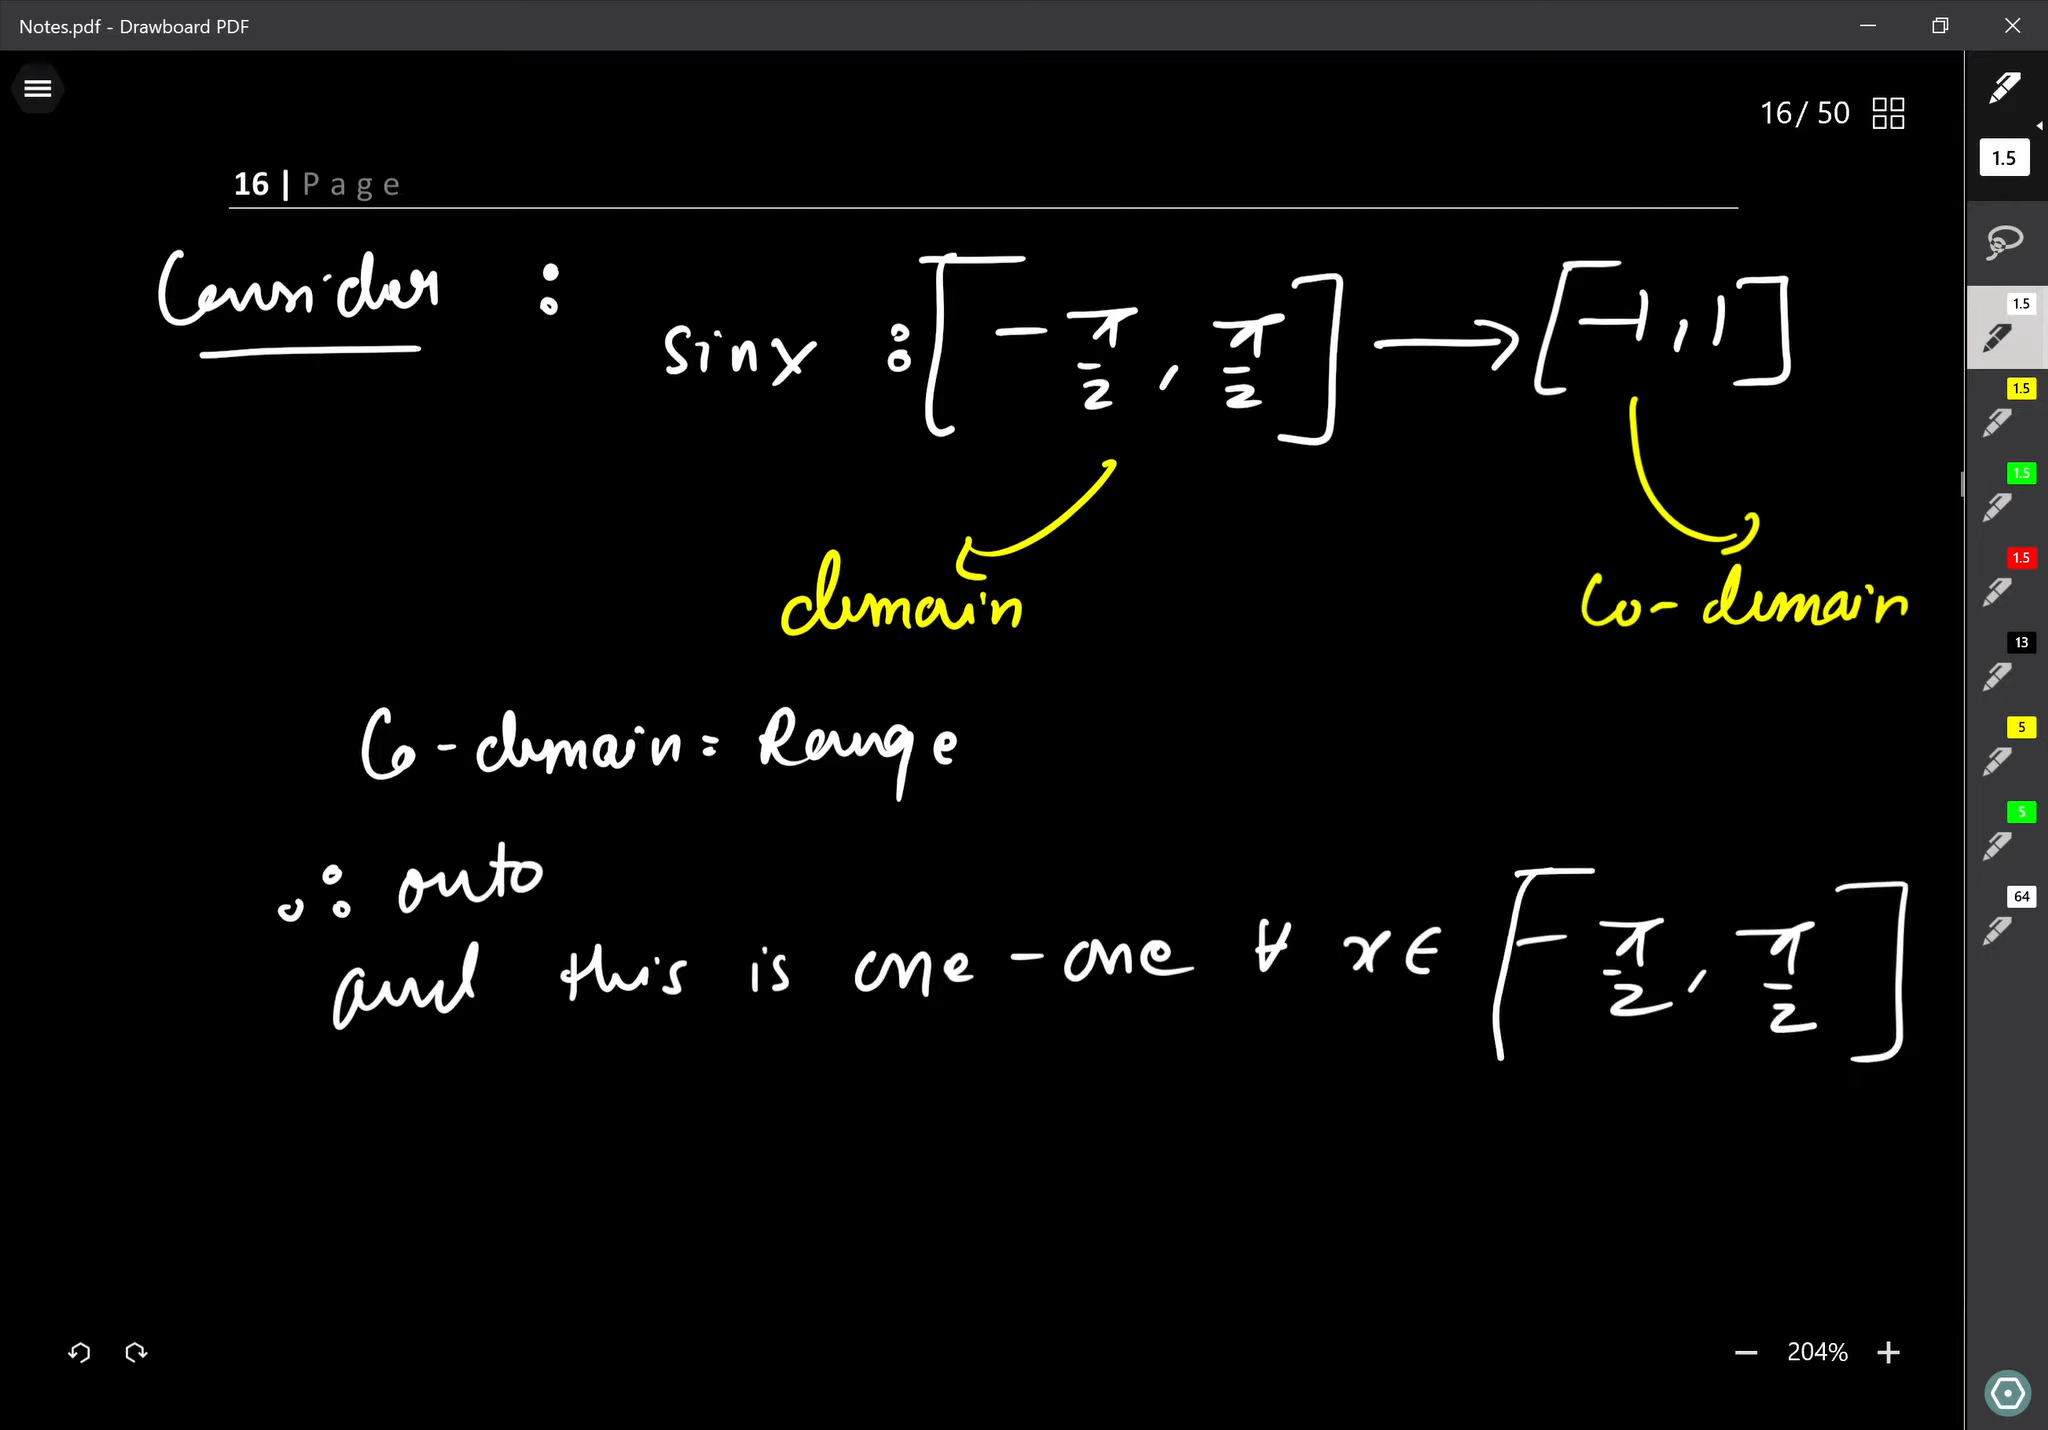 Notes.pdf - Drawboard PDF
16/ 50
1.5
16 | Page
Consider : sinx : [-π/2, π/2] → [-1, 1]
domain
Co-domain
Co-domain = Range
∴ onto
and this is one-one ∀ x∈ [-π/2, π/2]
1.5
1.5
1.5
1.5
13
5
5
64
204%